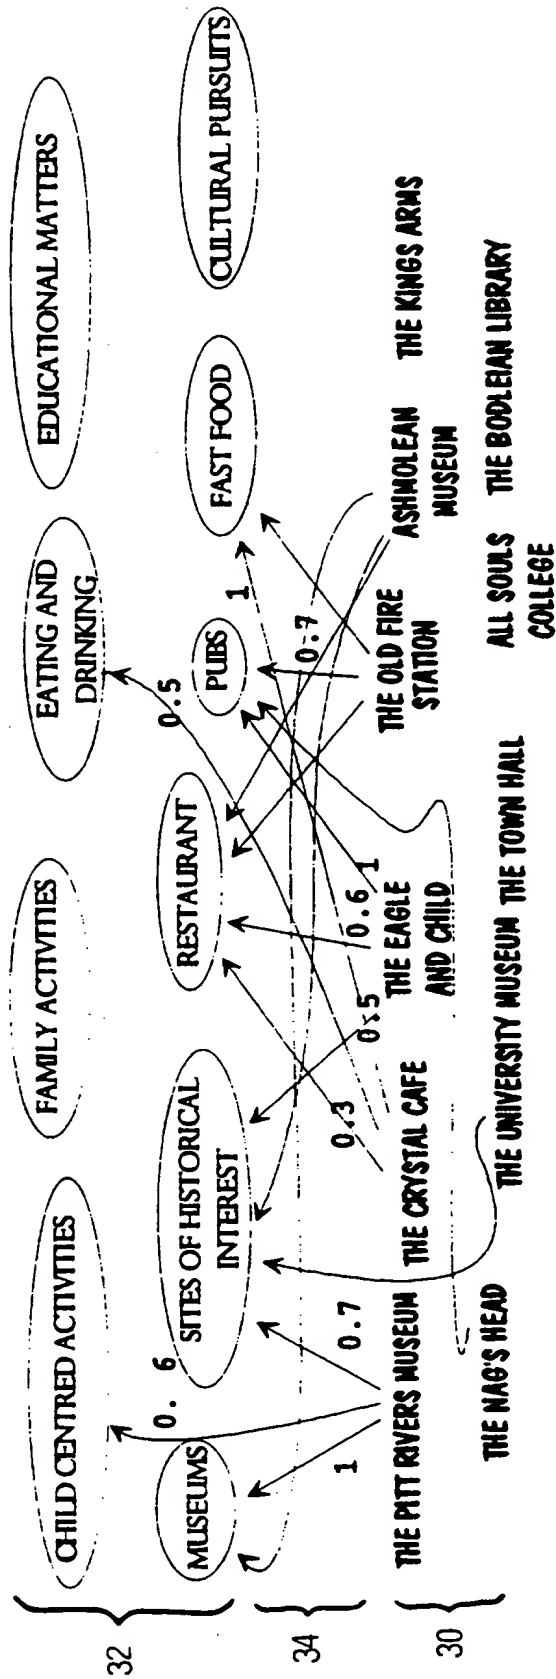 CHILD CENTRED ACTIVITIES
FAMILY ACTIVITIES
EATING AND
DRINKING
EDUCATIONAL MATTERS
32
MUSEUMS
SITES OF HISTORICAL
INTEREST
RESTAURANT
PUBS
FAST FOOD
CULTURAL PURSUITS
0. 6
0.5
1
34
1
0.7
0.3
0.5
0.6
1
0.7
THE PITT RIVERS MUSEUM
THE CRYSTAL CAFE
THE EAGLE
AND CHILD
THE OLD FIRE
STATION
ASHMOLEAN
MUSEUM
THE KINGS ARMS
30
THE NAG'S HEAD
THE UNIVERSITY MUSEUM
THE TOWN HALL
ALL SOULS
COLLEGE
THE BODLEIAN LIBRARY